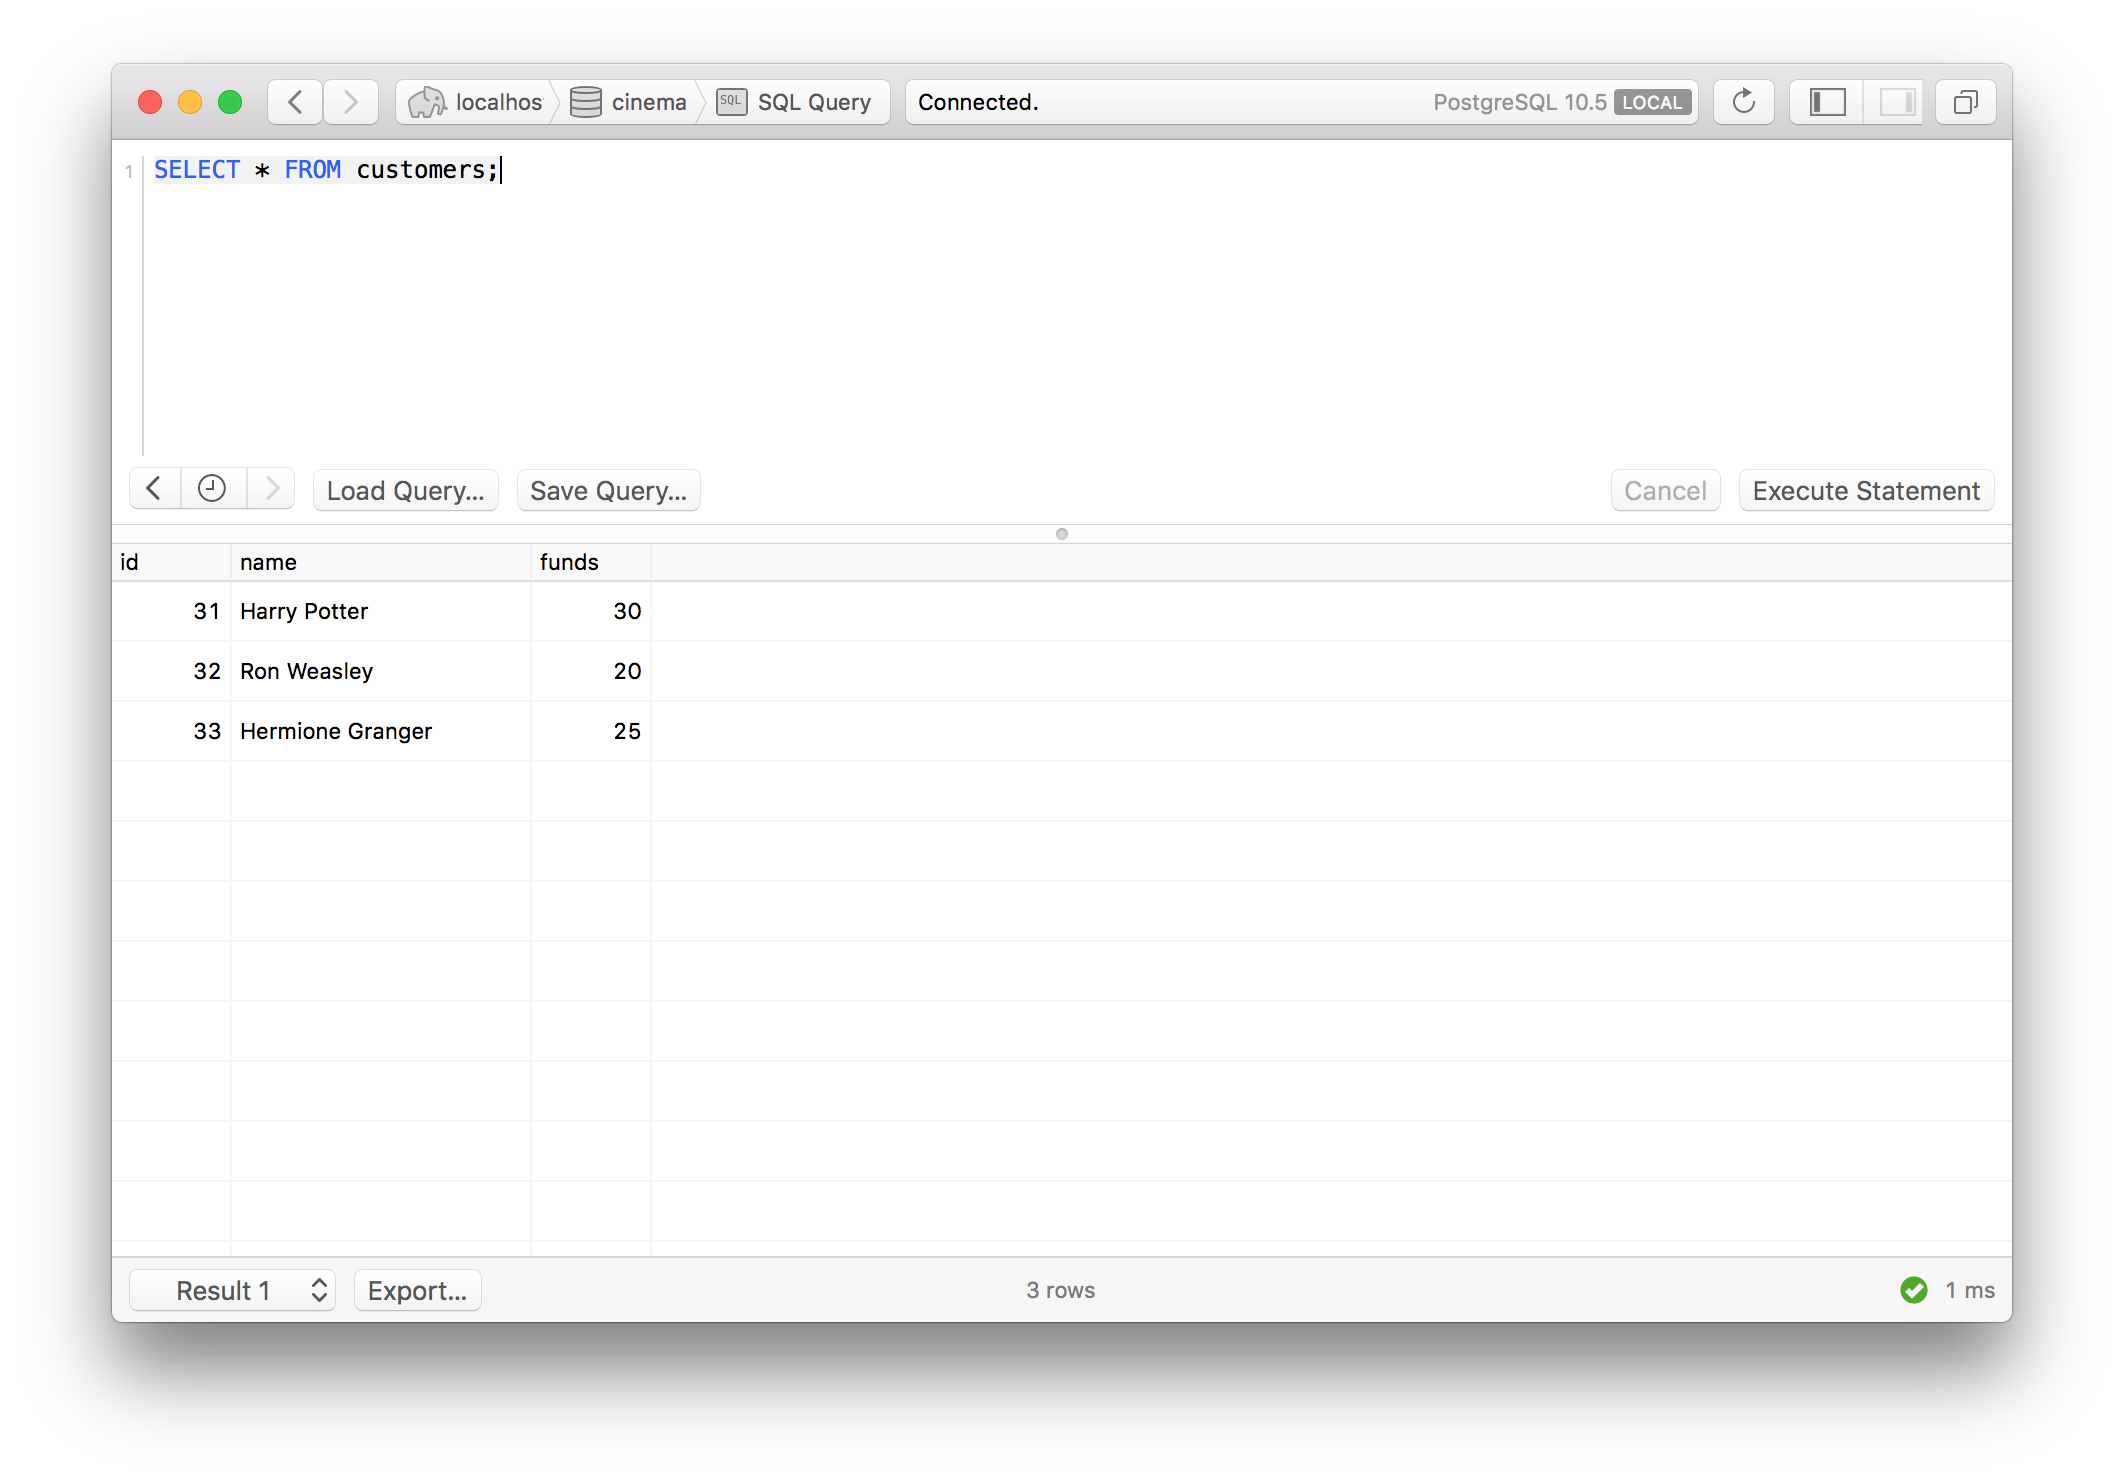 localhos cinema SQL SQL Query Connected. PostgreSQL 10.5 LOCAL
1 SELECT * FROM customers;
Load Query... Save Query... Cancel Execute Statement
id name funds
31 Harry Potter 30
32 Ron Weasley 20
33 Hermione Granger 25
Result 1 Export... 3 rows 1 ms